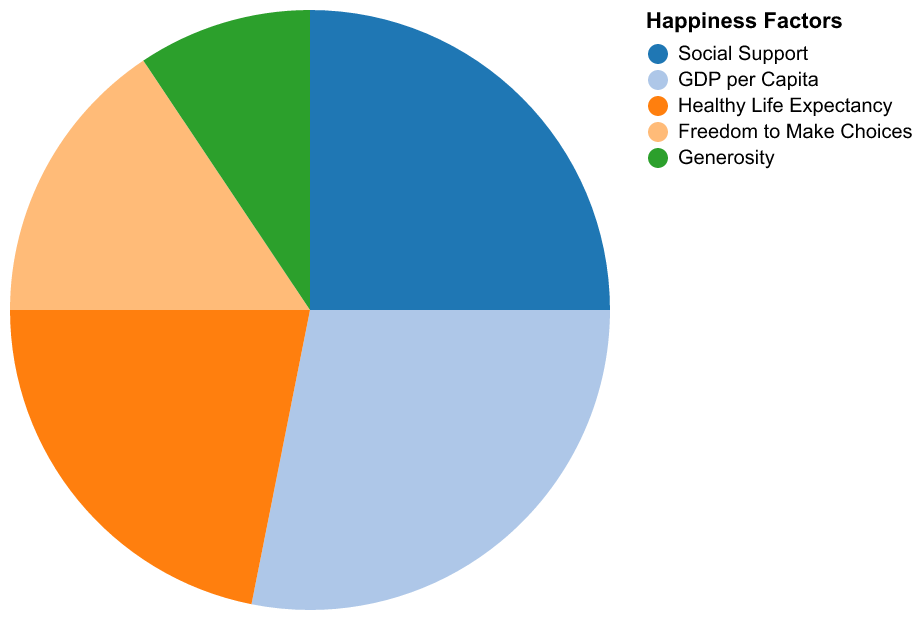 Happiness Factors
Social Support
GDP per Capita
Healthy Life Expectancy
Freedom to Make Choices
Generosity